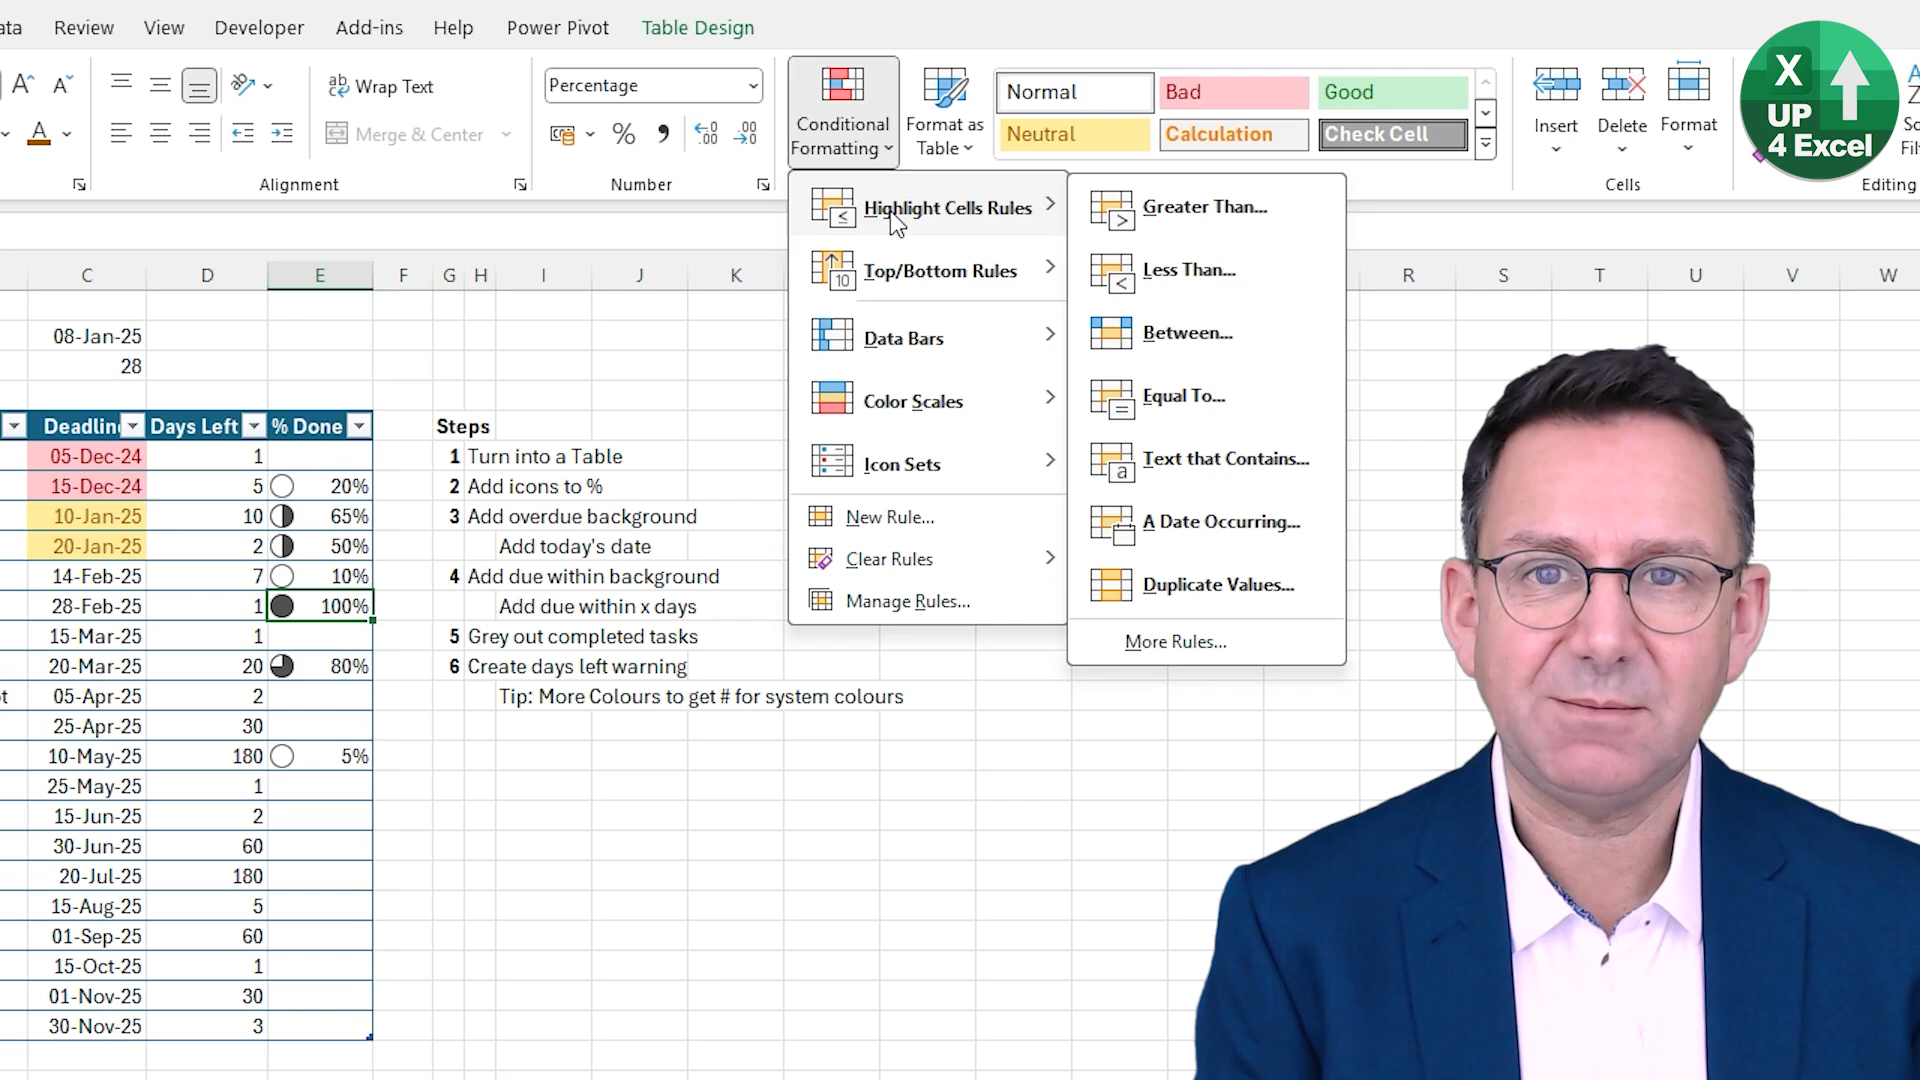 ata Review View Developer Add-ins Help Power Pivot Table Design
X
UP
4 Excel
Wrap Text
Merge & Center
Alignment
Percentage
Number
Conditional Formatting
Format as Table
Normal Bad Good
Neutral Calculation Check Cell
Insert Delete Format
Cells
Editing
Highlight Cells Rules
Top/Bottom Rules
Data Bars
Color Scales
Icon Sets
New Rule...
Clear Rules
Manage Rules...
Greater Than...
Less Than...
Between...
Equal To...
Text that Contains...
A Date Occurring...
Duplicate Values...
More Rules...
C D E F G H I J K R S T U V W
08-Jan-25
28
Deadlin Days Left % Done
05-Dec-24 1
15-Dec-24 5 20%
10-Jan-25 10 65%
20-Jan-25 2 50%
14-Feb-25 7 10%
28-Feb-25 1 100%
15-Mar-25 1
20-Mar-25 20 80%
ot 05-Apr-25 2
25-Apr-25 30
10-May-25 180 5%
25-May-25 1
15-Jun-25 2
30-Jun-25 60
20-Jul-25 180
15-Aug-25 5
01-Sep-25 60
15-Oct-25 1
01-Nov-25 30
30-Nov-25 3
Steps
1 Turn into a Table
2 Add icons to %
3 Add overdue background
Add today's date
4 Add due within background
Add due within x days
5 Grey out completed tasks
6 Create days left warning
Tip: More Colours to get # for system colours